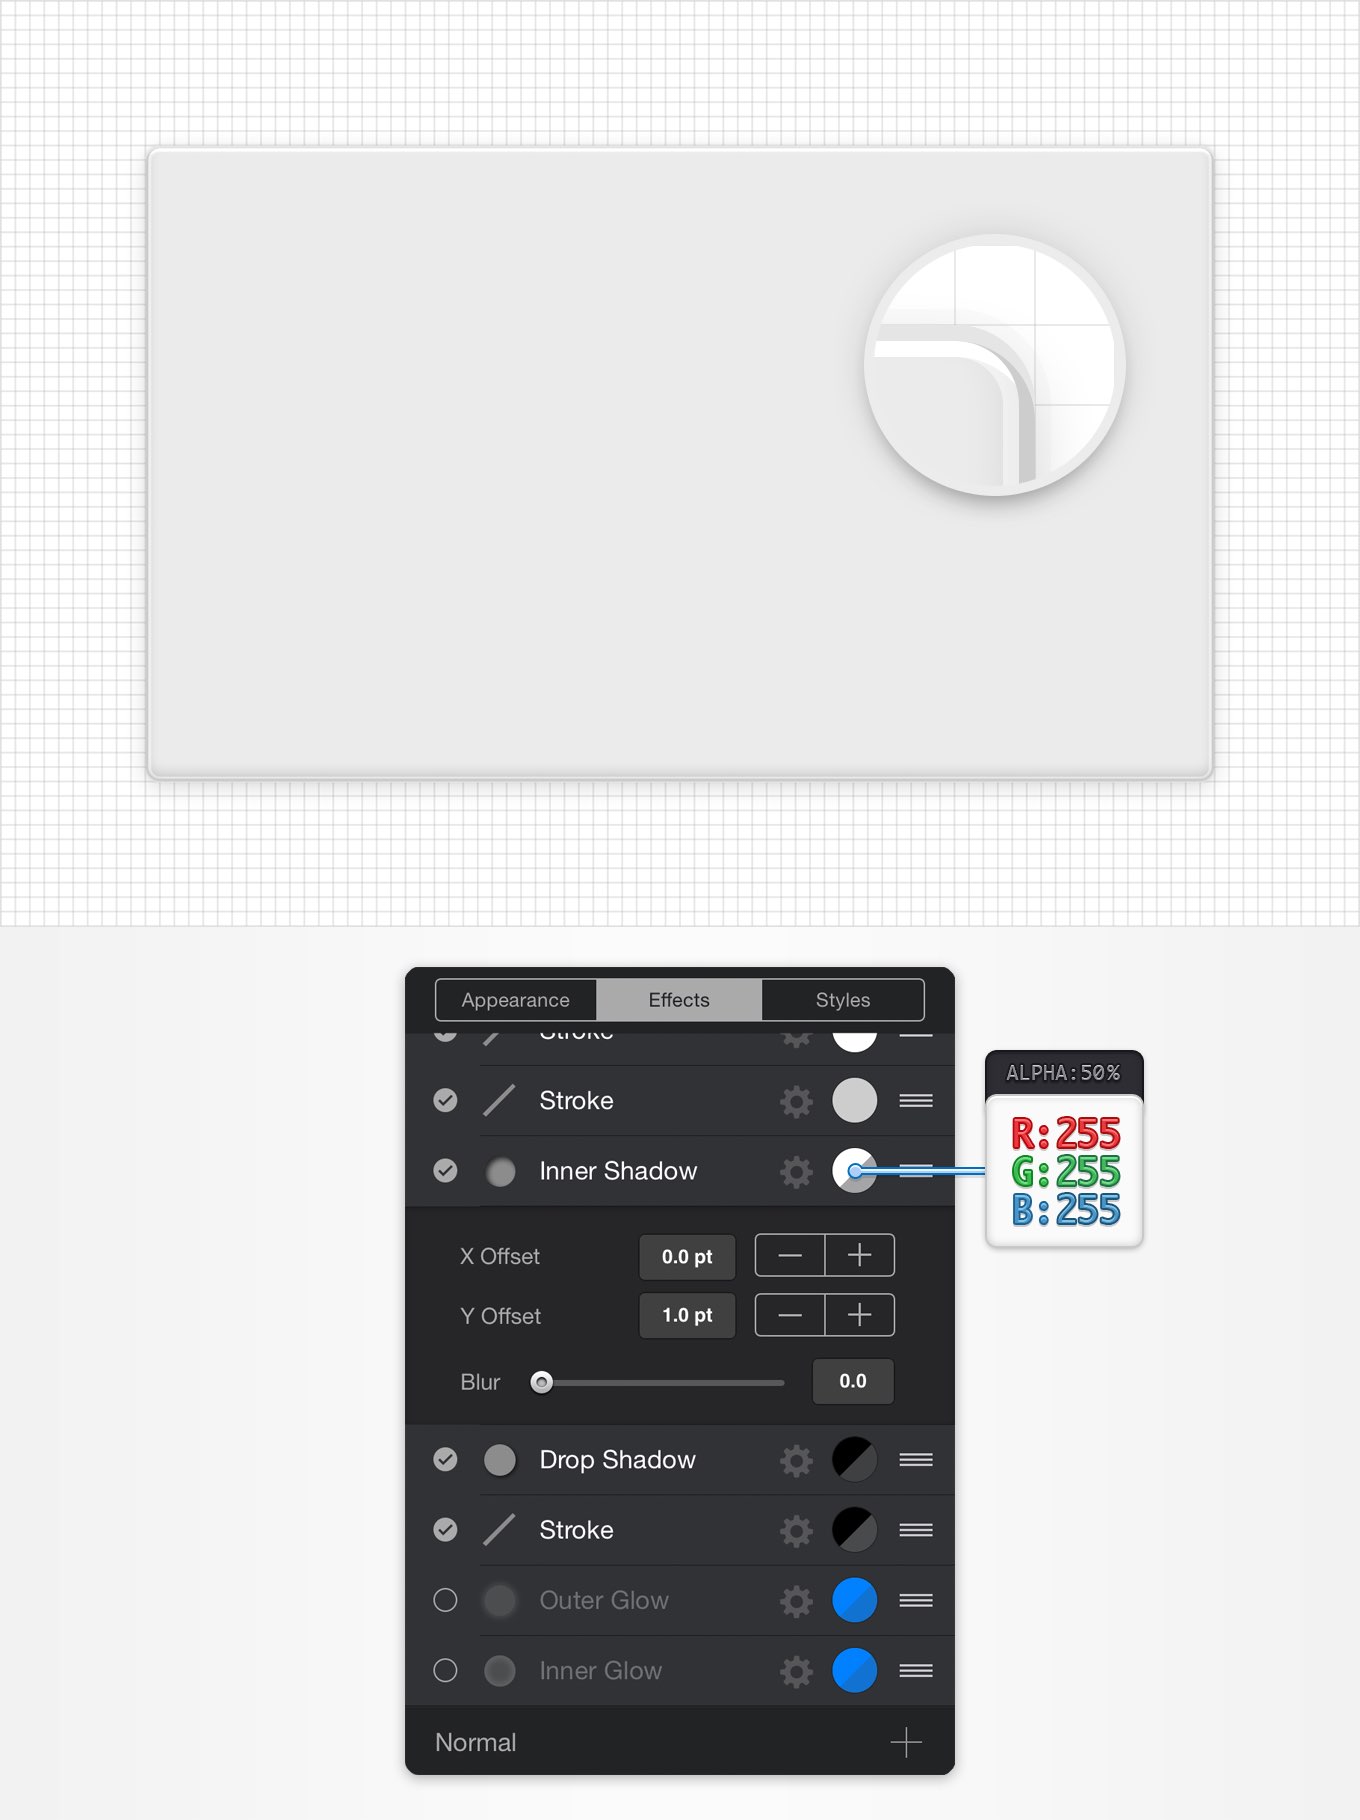 Appearance Effects Styles
Stroke
Stroke
ALPHA:50%
R:255
G:255
B:255
Inner Shadow
X Offset 0.0 pt
Y Offset 1.0 pt
Blur 0.0
Drop Shadow
Stroke
Outer Glow
Inner Glow
Normal